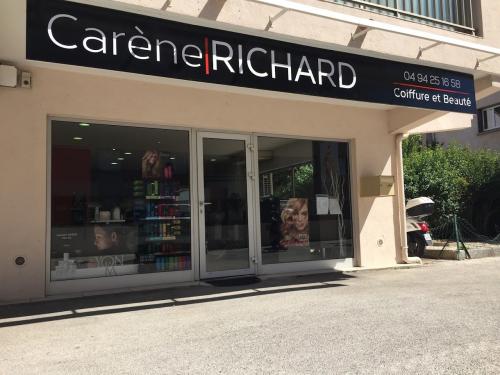 Carène|RICHARD
04 94 25 16 58
Coiffure et Beauté